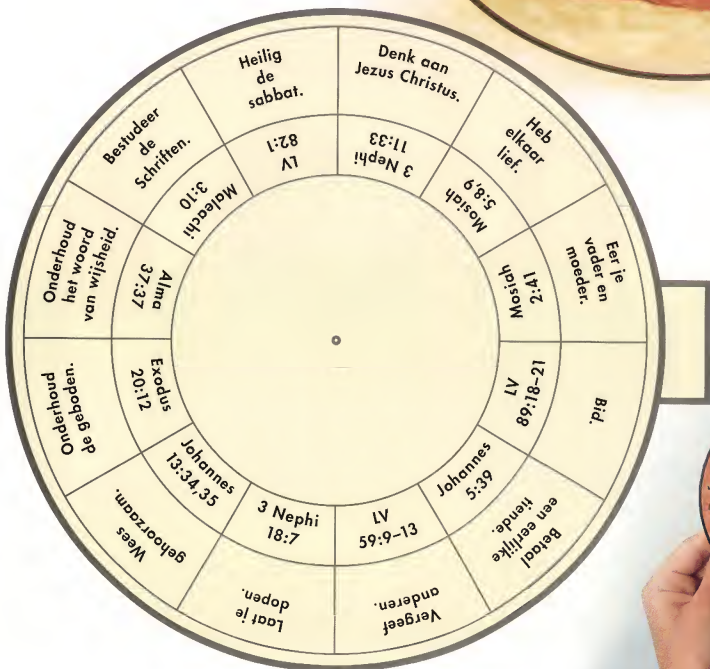 Denk aan
Jezus Christus.
Heb
elkaar
lief.
Eer je
vader en
moeder.
Bid.
Betaal
een eerlijke
tiende.
Vergeef
anderen.
Laat je
dopen.
Wees
gehoorzaam.
Onderhoud
de geboden.
Onderhoud
het woord
van wijsheid.
Bestudeer
de
Schriften.
Heilig
de
sabbat.
3 Nephi
11:33
Mosiah
5:8,9
Mosiah
2:41
LV
89:18–21
Johannes
5:39
LV
59:9–13
3 Nephi
18:7
Johannes
13:34,35
Exodus
20:12
Alma
37:37
Maleachi
3:10
LV
82:1